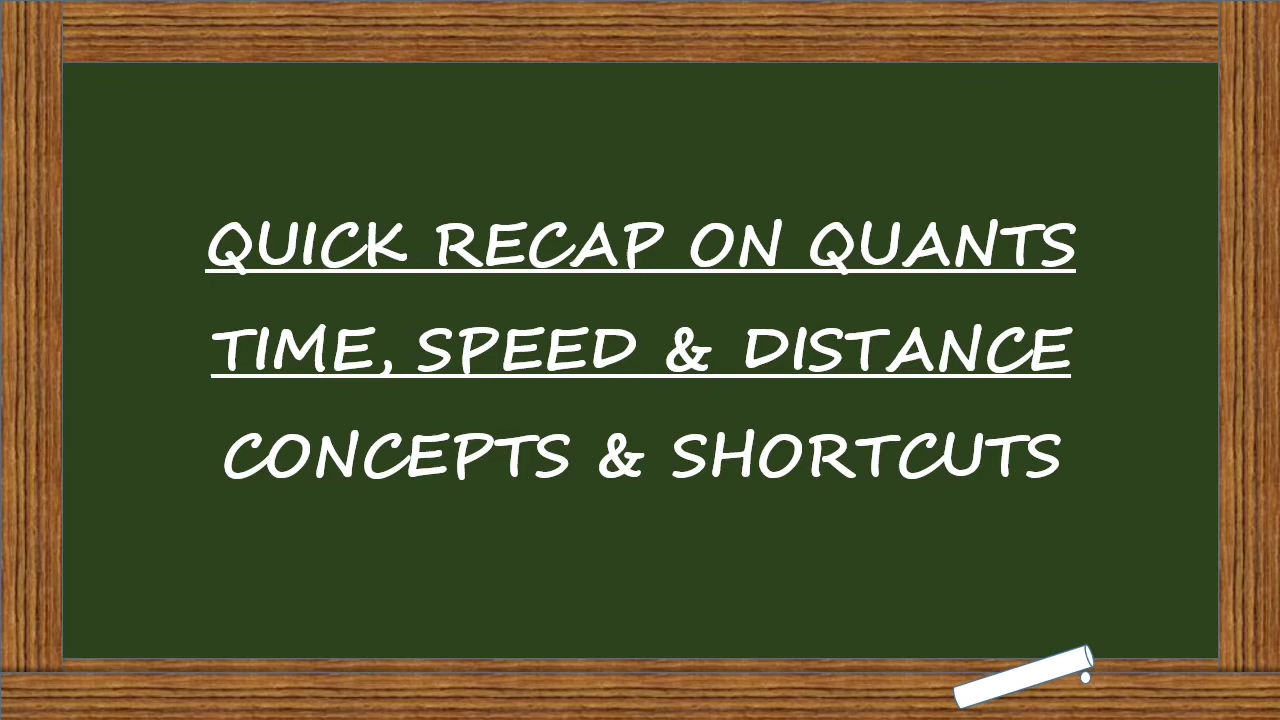 QUICK RECAP ON QUANTS
TIME, SPEED & DISTANCE
CONCEPTS & SHORTCUTS